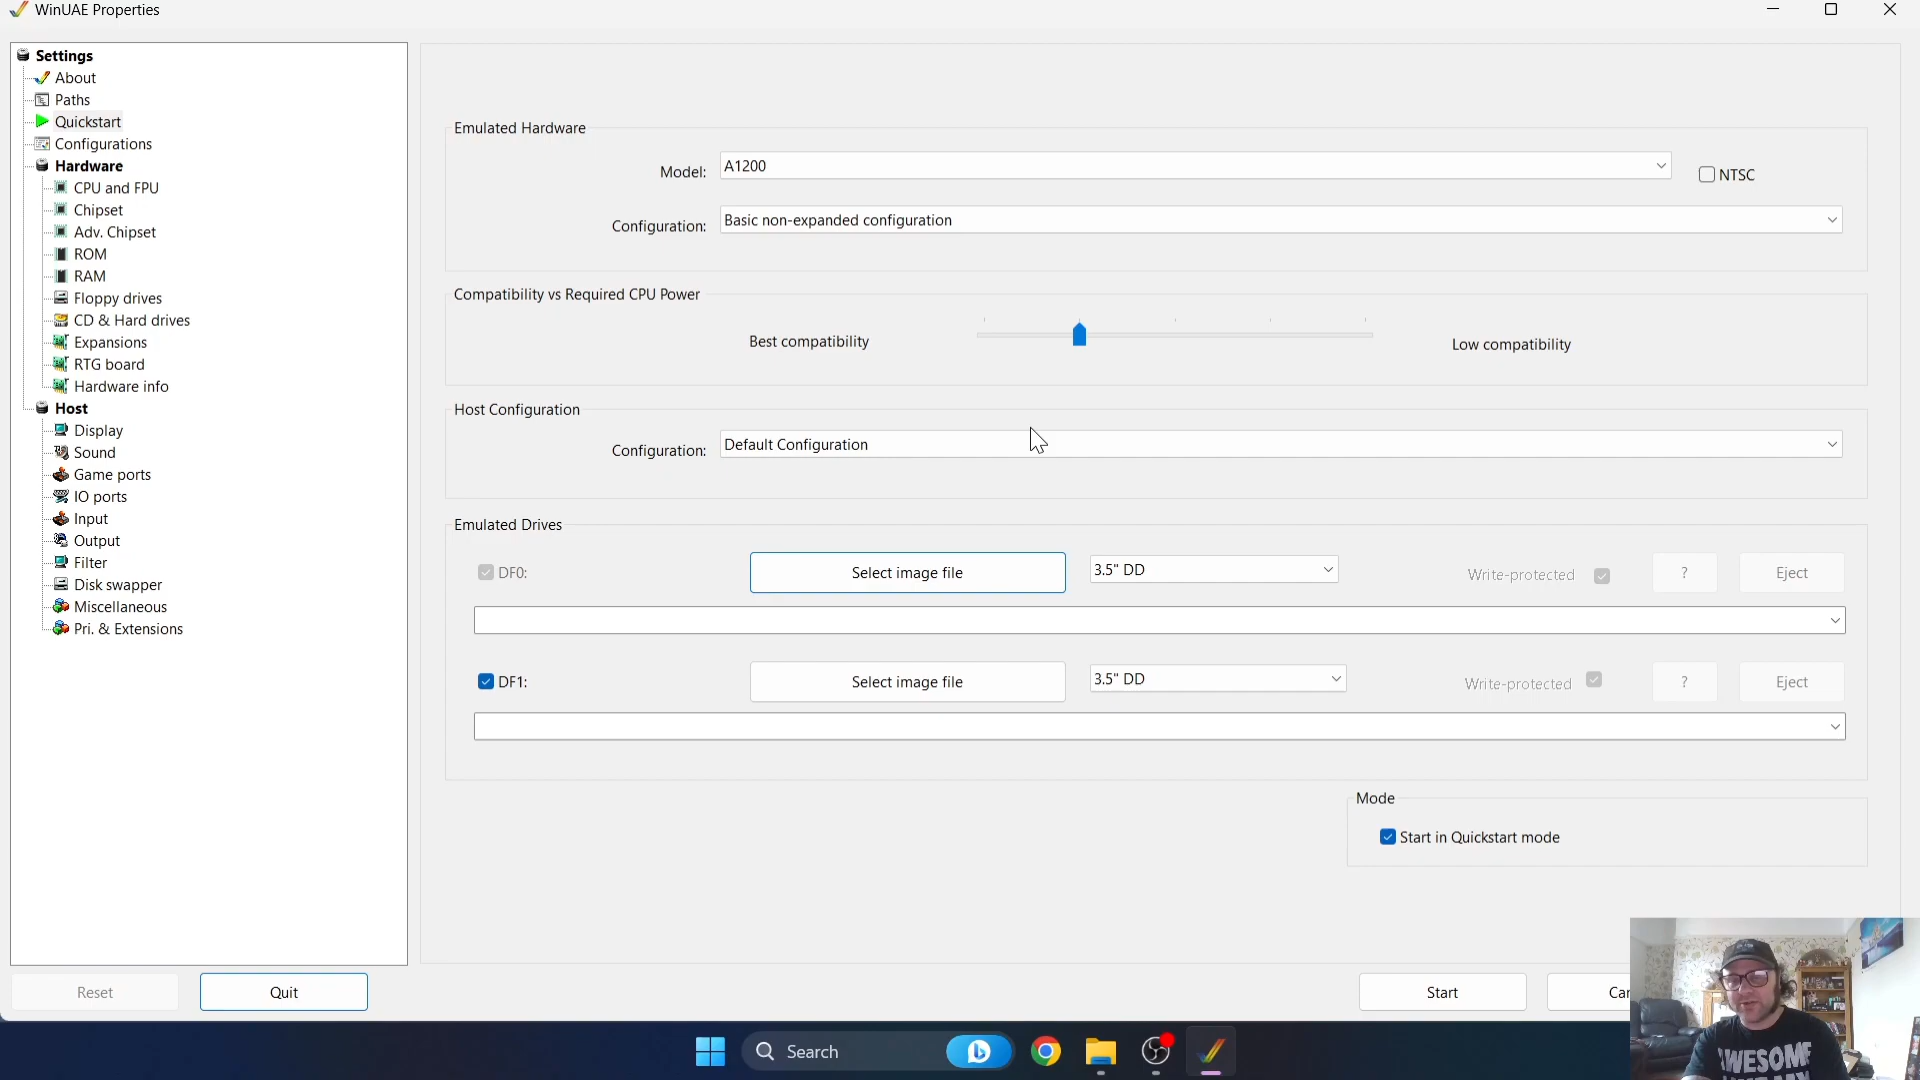 WinUAE Properties
Settings
About
Paths
Quickstart
Configurations
Hardware
CPU and FPU
Chipset
Adv. Chipset
ROM
RAM
Floppy drives
CD & Hard drives
Expansions
RTG board
Hardware info
Host
Display
Sound
Game ports
IO ports
Input
Output
Filter
Disk swapper
Miscellaneous
Pri. & Extensions
Emulated Hardware
Model: A1200 NTSC
Configuration: Basic non-expanded configuration
Compatibility vs Required CPU Power
Best compatibility Low compatibility
Host Configuration
Configuration: Default Configuration
Emulated Drives
DF0: Select image file 3.5" DD Write-protected ? Eject
DF1: Select image file 3.5" DD Write-protected ? Eject
Mode
Start in Quickstart mode
Reset Quit Start Can
Search
AWESOME